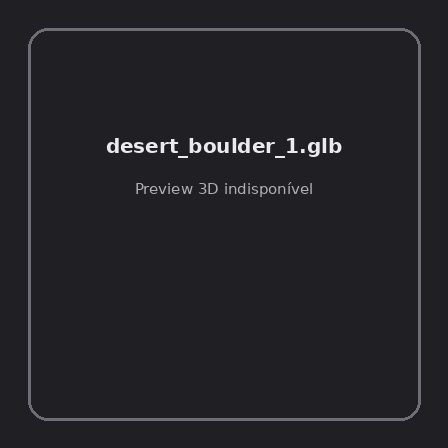 desert_boulder_1.glb
Preview 3D indisponível